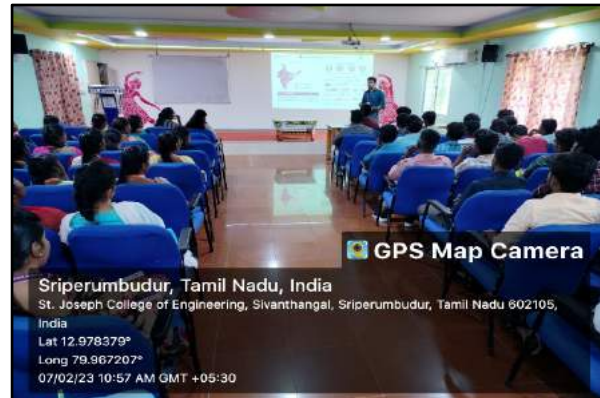 GPS Map Camera
Sriperumbudur, Tamil Nadu, India
St. Joseph College of Engineering, Sivanthangal, Sriperumbudur, Tamil Nadu 602105,
India
Lat 12.978379°
Long 79.967207°
07/02/23 10:57 AM GMT +05:30